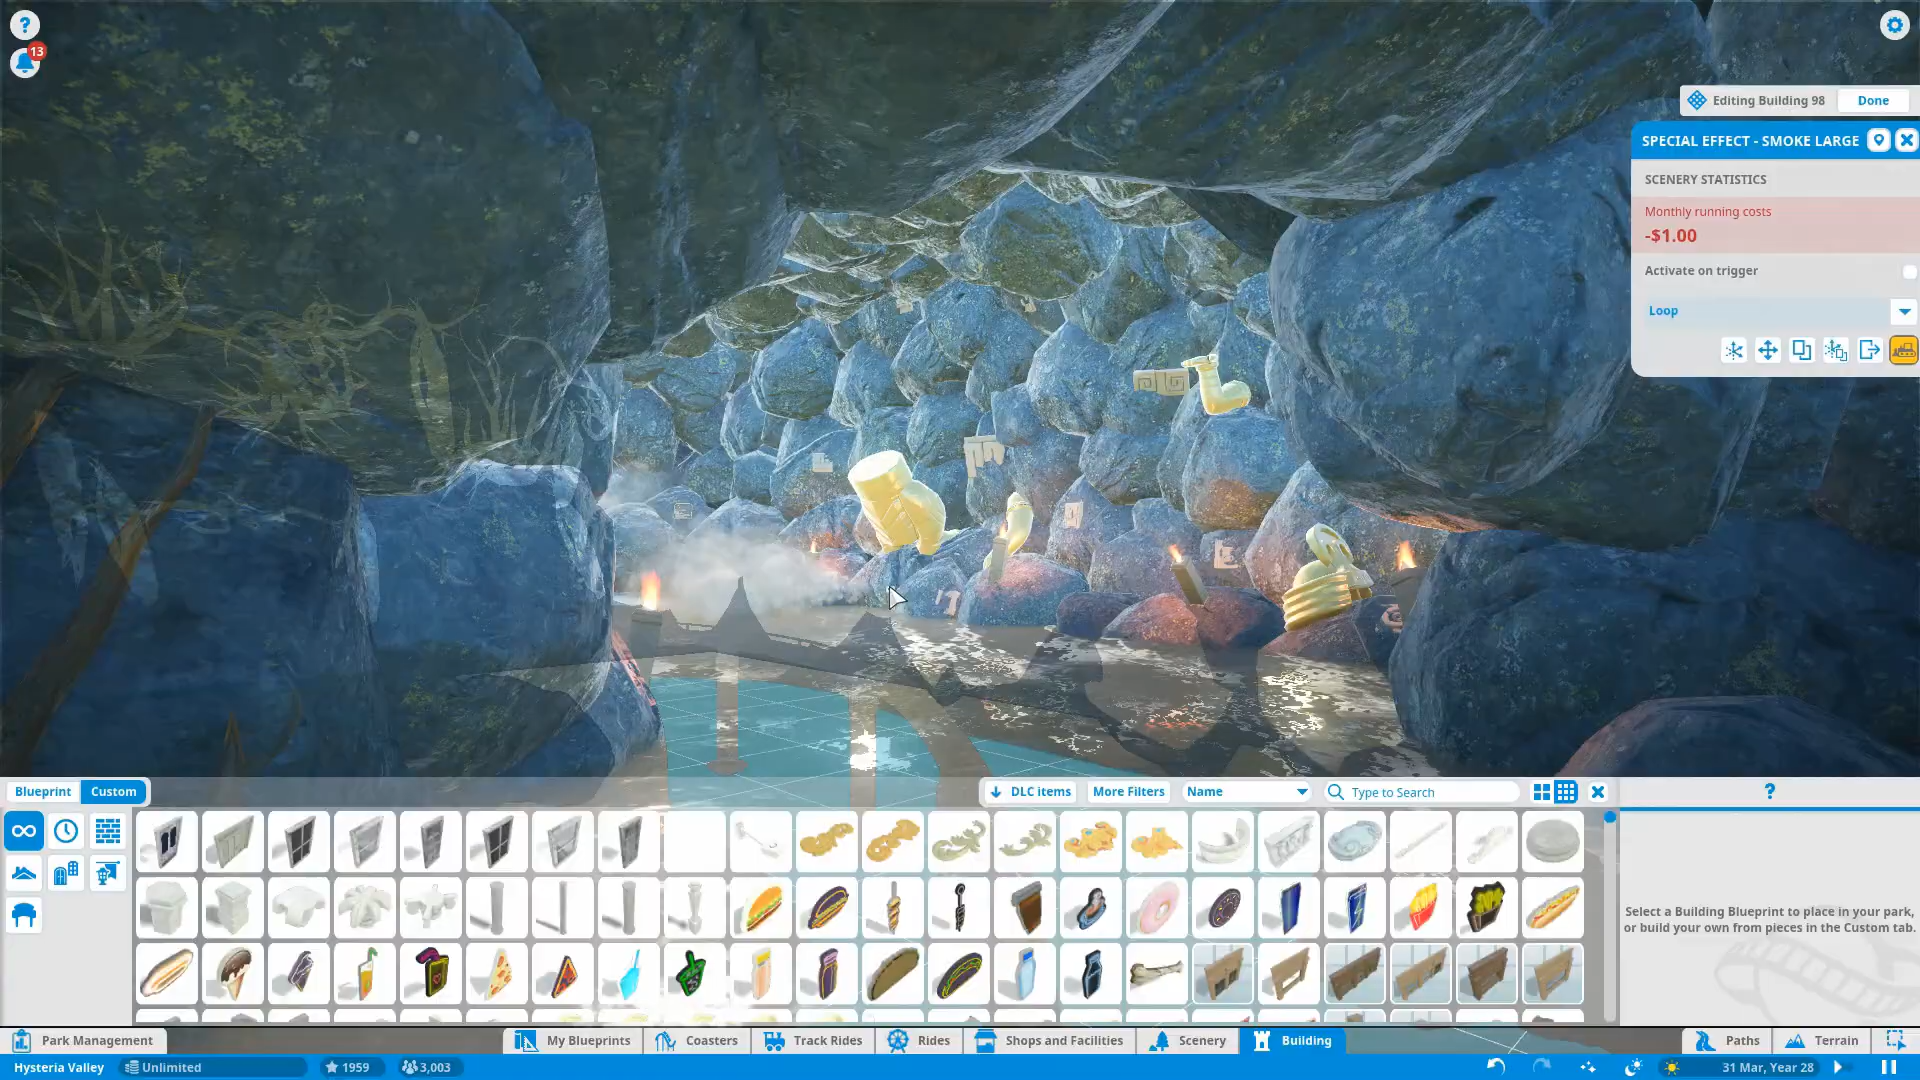 ?
13
Editing Building 98
Done
SPECIAL EFFECT - SMOKE LARGE
SCENERY STATISTICS
Monthly running costs
-$1.00
Activate on trigger
Loop
Blueprint
Custom
DLC items
More Filters
Name
Type to Search
?
Select a Building Blueprint to place in your park,
or build your own from pieces in the Custom tab.
Park Management
My Blueprints
Coasters
Track Rides
Rides
Shops and Facilities
Scenery
Building
Paths
Terrain
Hysteria Valley
Unlimited
1959
3,003
31 Mar, Year 28